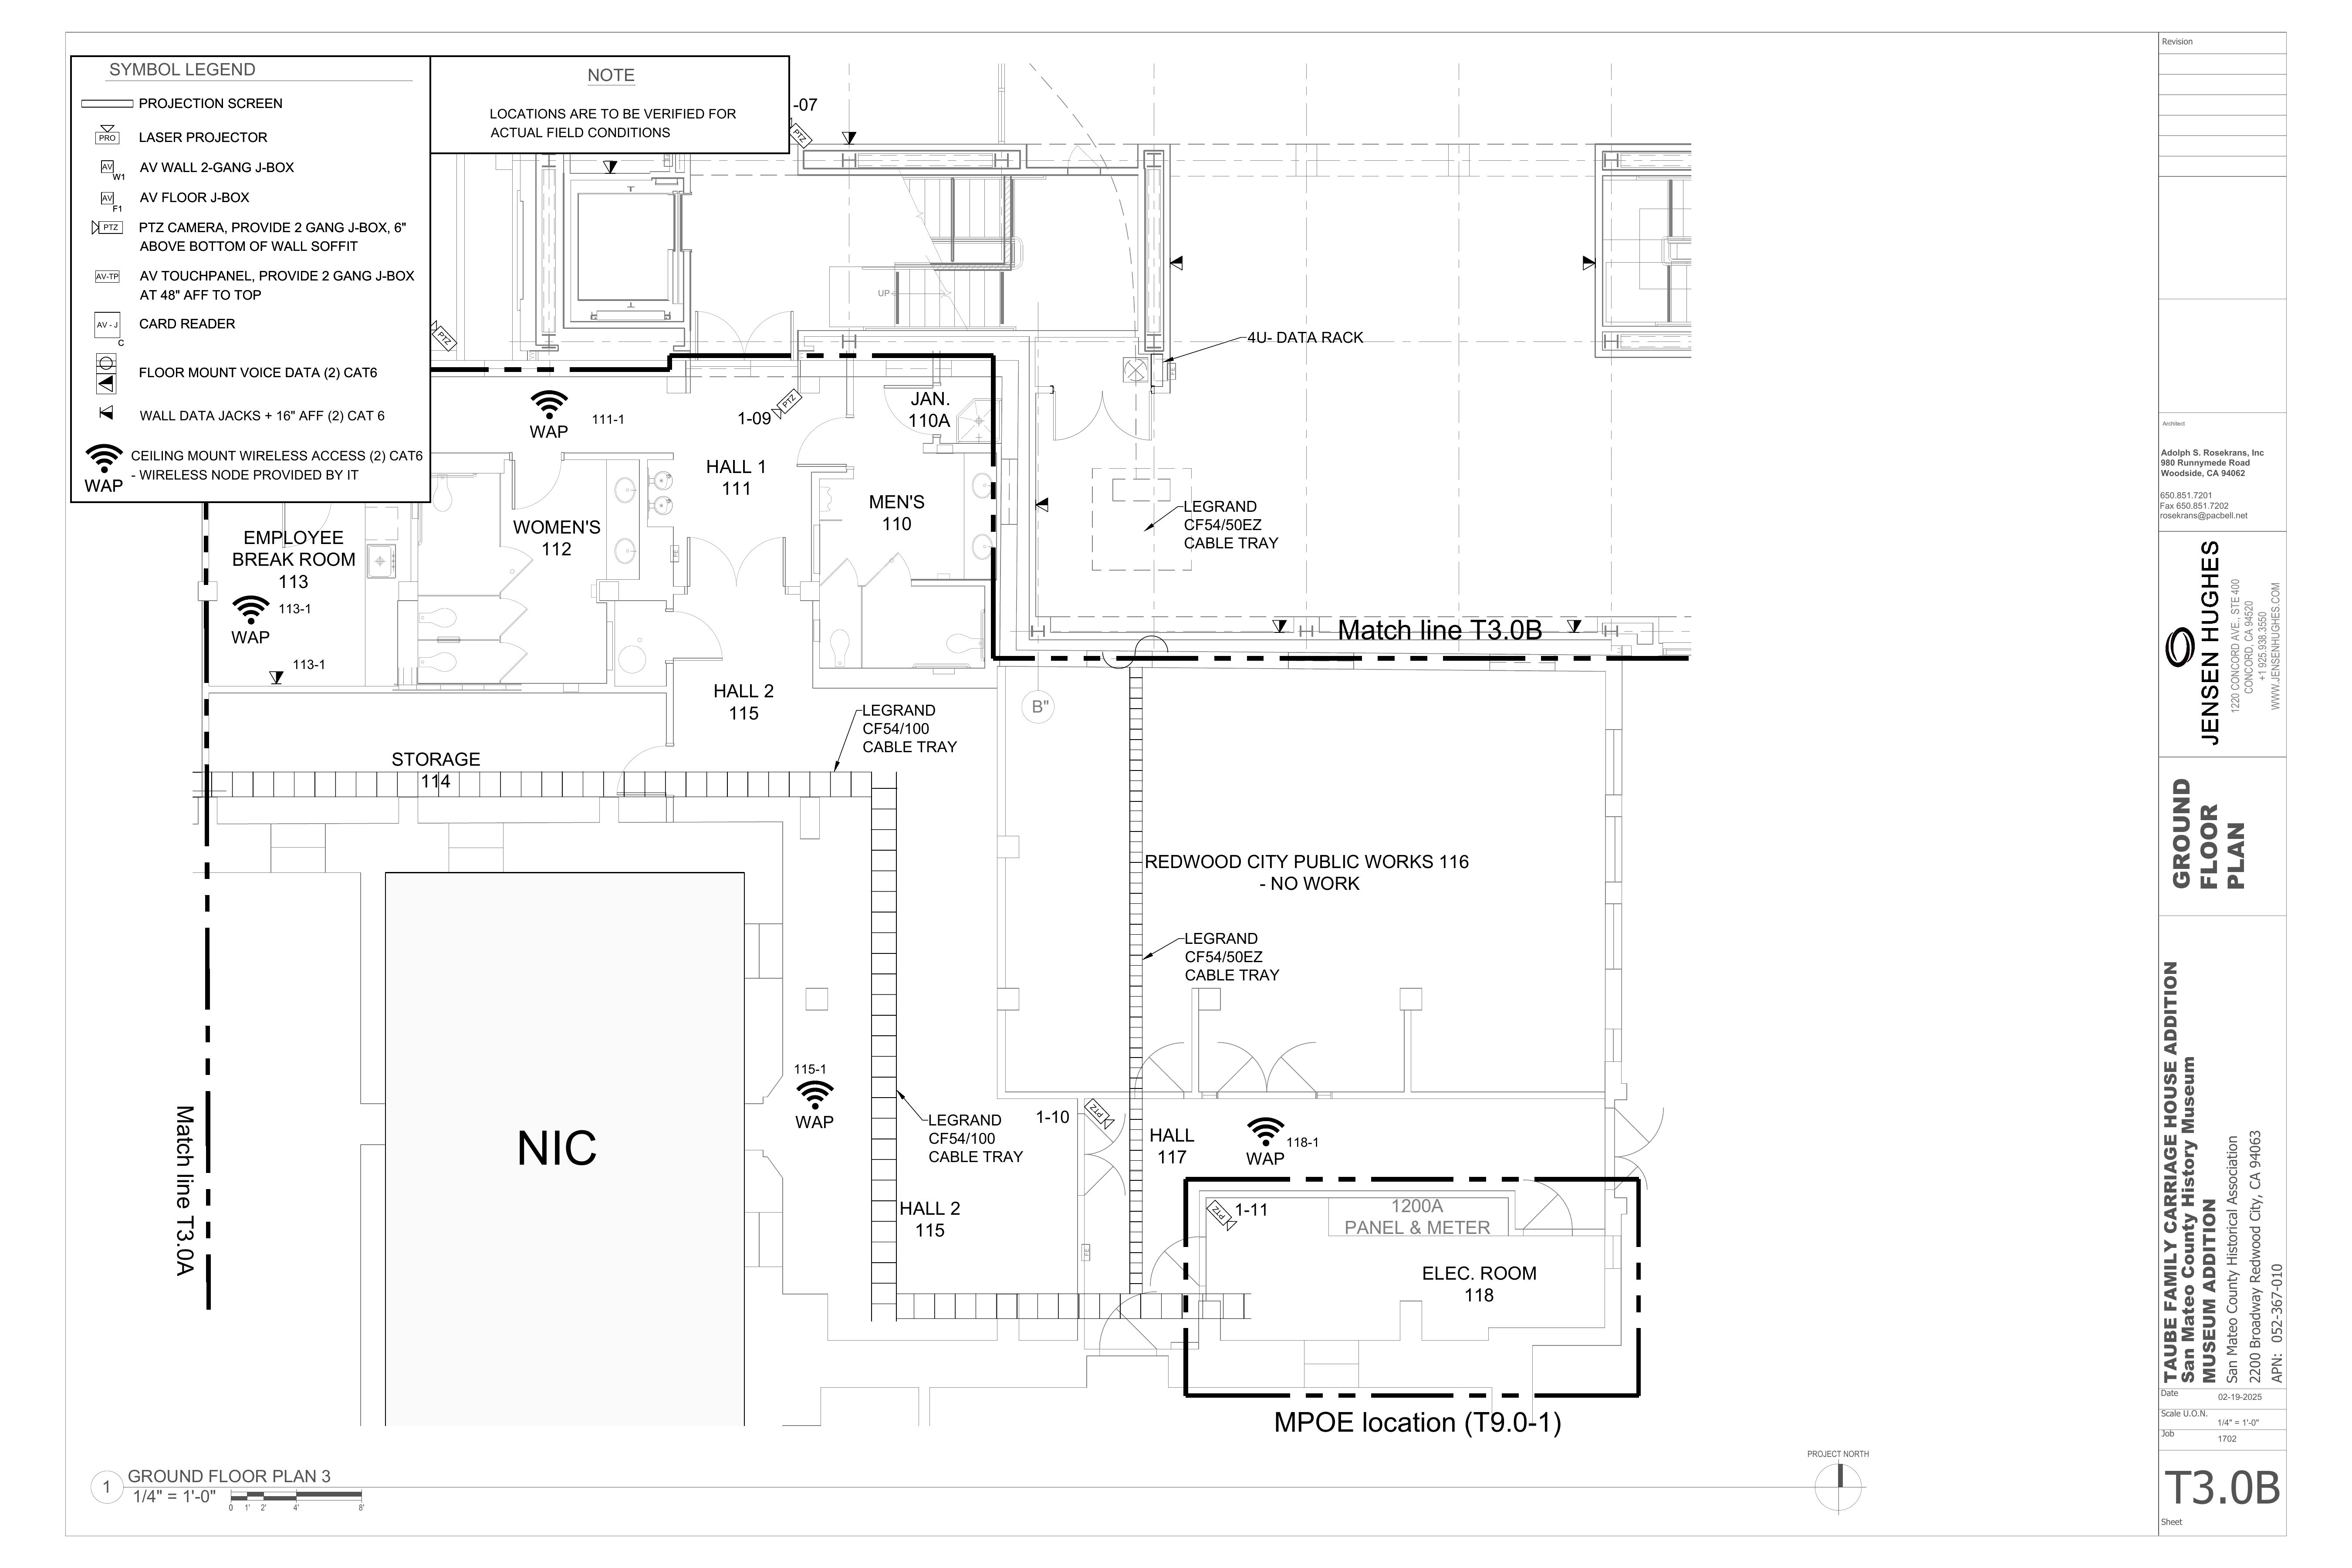 SYMBOL LEGEND
PROJECTION SCREEN
PRO
LASER PROJECTOR
AV
W1
AV WALL 2-GANG J-BOX
AV
F1
AV FLOOR J-BOX
PTZ
PTZ CAMERA, PROVIDE 2 GANG J-BOX, 6"
ABOVE BOTTOM OF WALL SOFFIT
AV-TP
AV TOUCHPANEL, PROVIDE 2 GANG J-BOX
AT 48" AFF TO TOP
AV - J
C
CARD READER
FLOOR MOUNT VOICE DATA (2) CAT6
WALL DATA JACKS + 16" AFF (2) CAT 6
WAP
CEILING MOUNT WIRELESS ACCESS (2) CAT6
- WIRELESS NODE PROVIDED BY IT
NOTE
LOCATIONS ARE TO BE VERIFIED FOR
ACTUAL FIELD CONDITIONS
-07
PTZ
UP
PTZ
4U- DATA RACK
FE
WAP
111-1
1-09
PTZ
JAN.
110A
HALL 1
111
MEN'S
110
WOMEN'S
112
FE
EMPLOYEE
BREAK ROOM
113
113-1
WAP
113-1
LEGRAND
CF54/50EZ
CABLE TRAY
Match line T3.0B
B"
HALL 2
115
LEGRAND
CF54/100
CABLE TRAY
STORAGE
114
REDWOOD CITY PUBLIC WORKS 116
- NO WORK
LEGRAND
CF54/50EZ
CABLE TRAY
115-1
WAP
LEGRAND
CF54/100
CABLE TRAY
1-10
PTZ
HALL
117
118-1
WAP
NIC
Match line T3.0A
HALL 2
115
FE
PTZ
1-11
1200A
PANEL & METER
ELEC. ROOM
118
MPOE location (T9.0-1)
1
GROUND FLOOR PLAN 3
1/4" = 1'-0"
0 1' 2' 4' 8'
PROJECT NORTH
Revision
Architect
Adolph S. Rosekrans, Inc
980 Runnymede Road
Woodside, CA 94062
650.851.7201
Fax 650.851.7202
rosekrans@pacbell.net
JENSEN HUGHES
1220 CONCORD AVE., STE 400
CONCORD, CA 94520
+1 925.938.3550
WWW.JENSENHUGHES.COM
GROUND
FLOOR
PLAN
TAUBE FAMILY CARRIAGE HOUSE ADDITION
San Mateo County History Museum
MUSEUM ADDITION
San Mateo County Historical Association
2200 Broadway Redwood City, CA 94063
APN: 052-367-010
Date
02-19-2025
Scale U.O.N.
1/4" = 1'-0"
Job
1702
T3.0B
Sheet